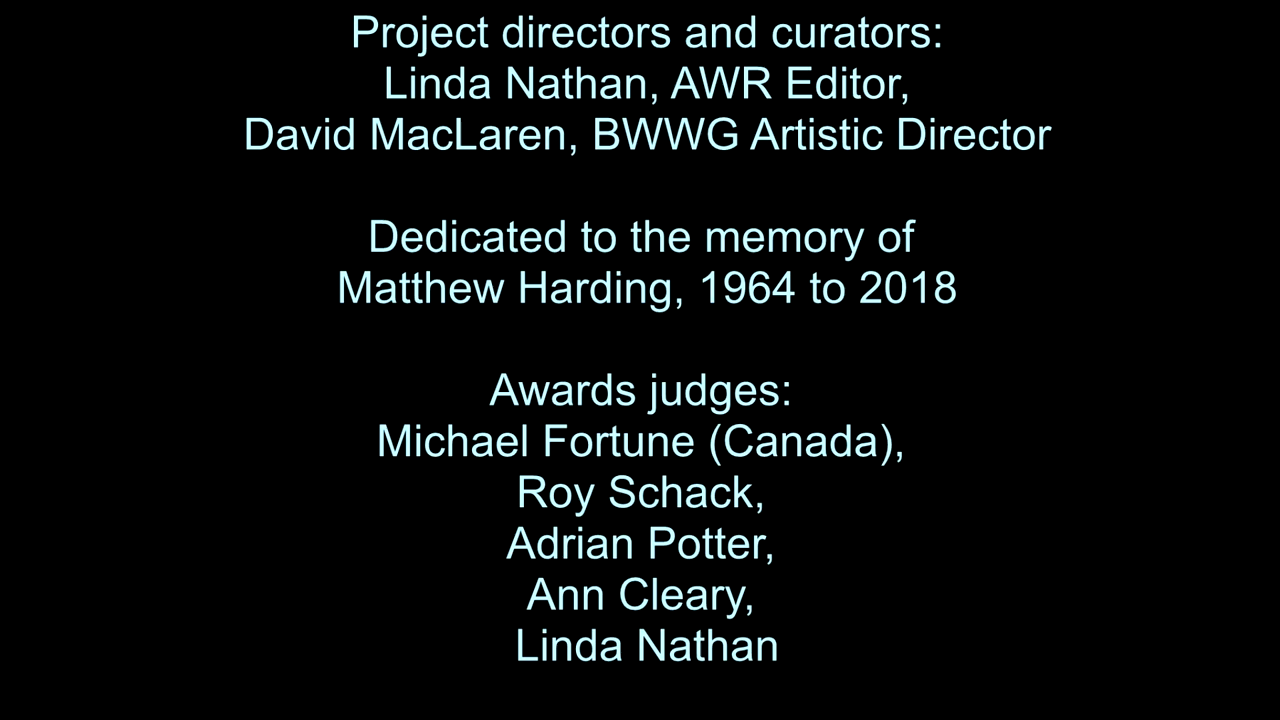 Project directors and curators:
Linda Nathan, AWR Editor,
David MacLaren, BWWG Artistic Director
Dedicated to the memory of
Matthew Harding, 1964 to 2018
Awards judges:
Michael Fortune (Canada),
Roy Schack,
Adrian Potter,
Ann Cleary,
Linda Nathan